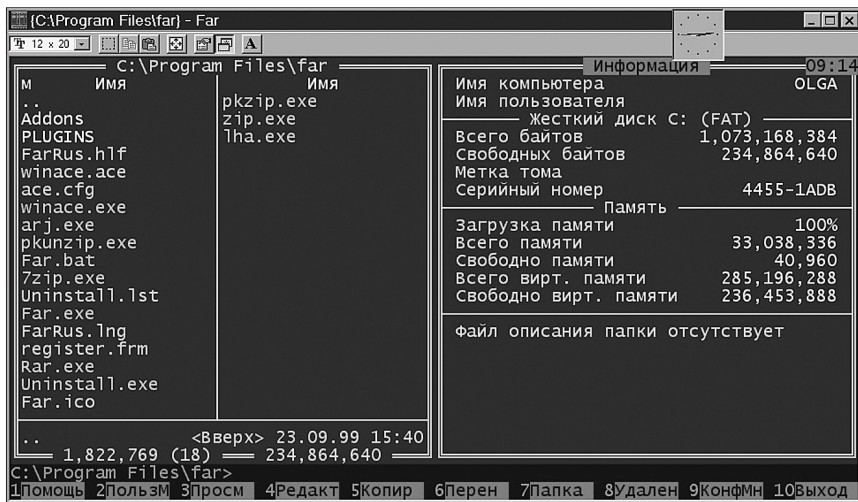 {C:\Program Files\far} - Far
Tr 12 x 20 A
C:\Program Files\far
м Имя Имя
..
Addons
PLUGINS
FarRus.hlf
winace.ace
ace.cfg
winace.exe
arj.exe
pkunzip.exe
Far.bat
7zip.exe
Uninstall.lst
Far.exe
FarRus.lng
register.frm
Rar.exe
Uninstall.exe
Far.ico
pkzip.exe
zip.exe
lha.exe
.. <Вверх> 23.09.99 15:40
1,822,769 (18) 234,864,640
Информация 09:14
Имя компьютера OLGA
Имя пользователя
Жесткий диск C: (FAT)
Всего байтов 1,073,168,384
Свободных байтов 234,864,640
Метка тома
Серийный номер 4455-1ADB
Память
Загрузка памяти 100%
Всего памяти 33,038,336
Свободно памяти 40,960
Всего вирт. памяти 285,196,288
Свободно вирт. памяти 236,453,888
Файл описания папки отсутствует
C:\Program Files\far>
1Помощь 2ПользМ 3Просм 4Редакт 5Копир 6Перен 7Папка 8Удален 9КонфМн 10Выход